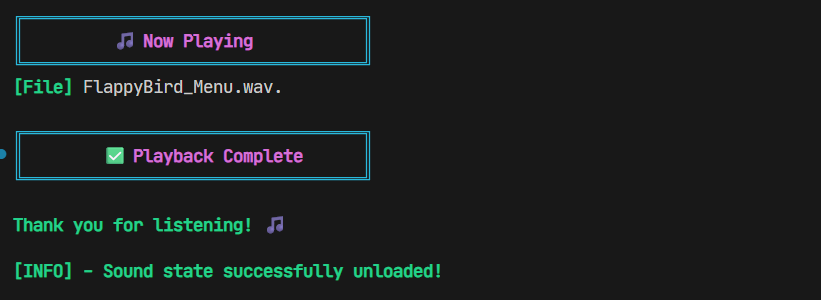 🎵 Now Playing
[File] FlappyBird_Menu.wav.
✅ Playback Complete
Thank you for listening! 🎵
[INFO] - Sound state successfully unloaded!